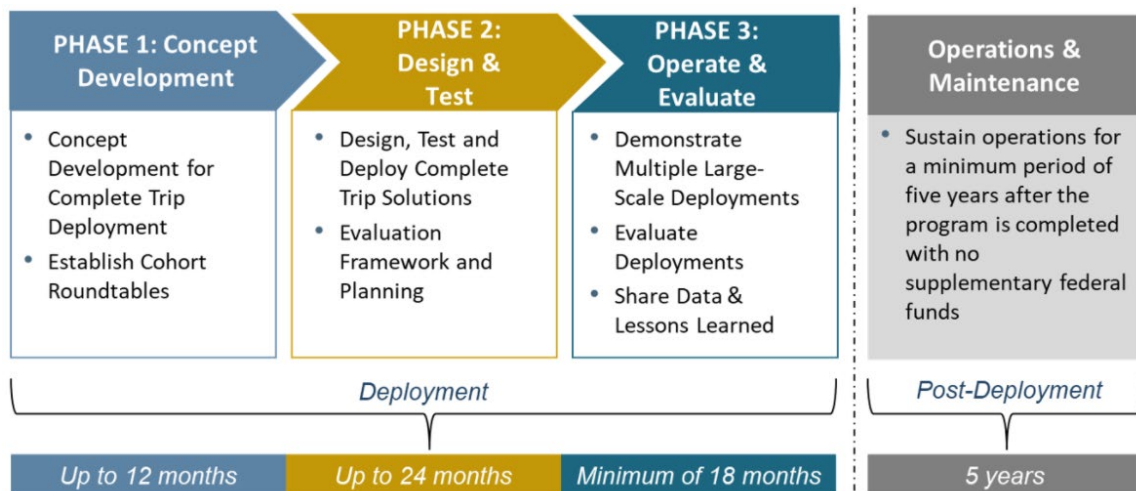 PHASE 1: Concept
Development
• Concept
Development for
Complete Trip
Deployment
• Establish Cohort
Roundtables
PHASE 2:
Design &
Test
• Design, Test and
Deploy Complete
Trip Solutions
• Evaluation
Framework and
Planning
PHASE 3:
Operate &
Evaluate
• Demonstrate
Multiple Large-
Scale Deployments
• Evaluate
Deployments
• Share Data &
Lessons Learned
Operations &
Maintenance
• Sustain operations for
a minimum period of
five years after the
program is completed
with no
supplementary federal
funds
Deployment
Post-Deployment
Up to 12 months
Up to 24 months
Minimum of 18 months
5 years